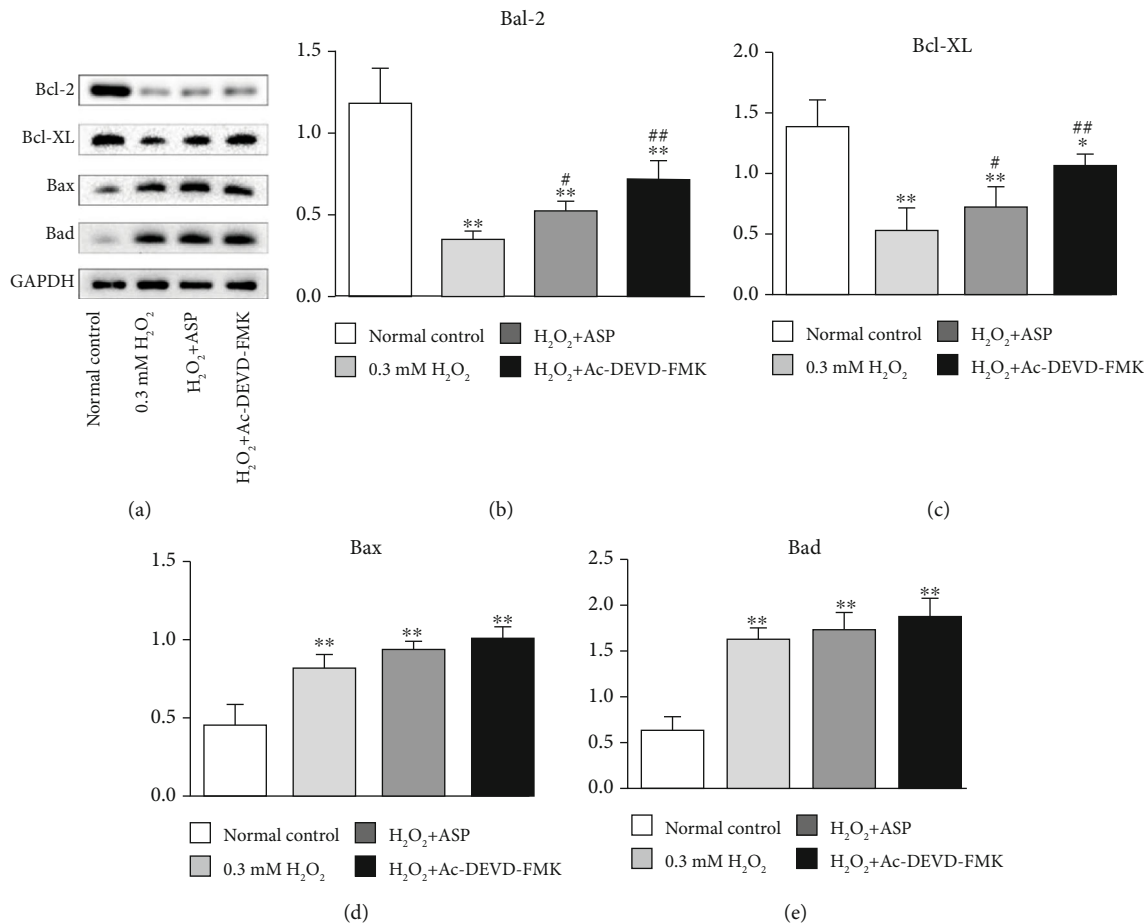 Bcl-2
Bcl-XL
Bax
Bad
GAPDH
Normal control
0.3 mM H₂O₂
H₂O₂+ASP
H₂O₂+Ac-DEVD-FMK
(a)
Bal-2
1.5
1.0
0.5
0.0
**
#
**
##
**
Normal control
H₂O₂+ASP
0.3 mM H₂O₂
H₂O₂+Ac-DEVD-FMK
(b)
Bcl-XL
2.0
1.5
1.0
0.5
0.0
**
#
**
##
*
Normal control
H₂O₂+ASP
0.3 mM H₂O₂
H₂O₂+Ac-DEVD-FMK
(c)
Bax
1.5
1.0
0.5
0.0
**
**
**
Normal control
H₂O₂+ASP
0.3 mM H₂O₂
H₂O₂+Ac-DEVD-FMK
(d)
Bad
2.5
2.0
1.5
1.0
0.5
0.0
**
**
**
Normal control
H₂O₂+ASP
0.3 mM H₂O₂
H₂O₂+Ac-DEVD-FMK
(e)